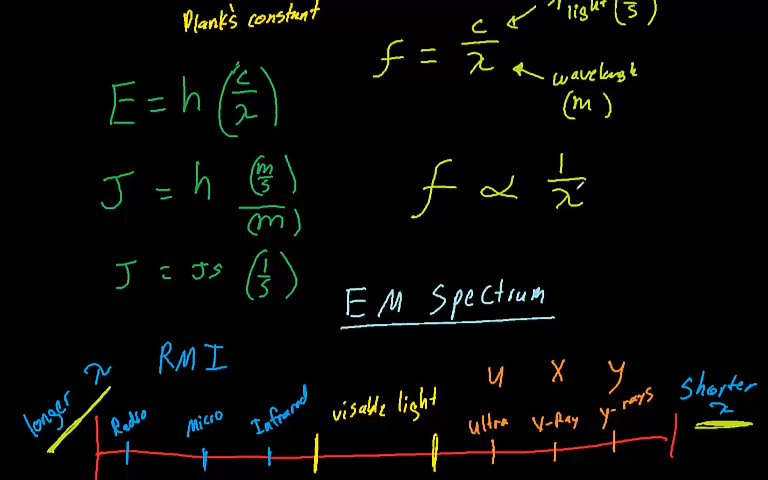 Plank's constant
light (m/s)
f = c/λ
wavelength
(m)
E = h (c/λ)
J = h (m/s)/(m)
f ∝ 1/λ
J = Js (1/s)
EM Spectrum
RMI
U X Y
longer λ
Radio
Micro
Infrared
visable light
ultra
V-Ray
γ-rays
Shorter λ